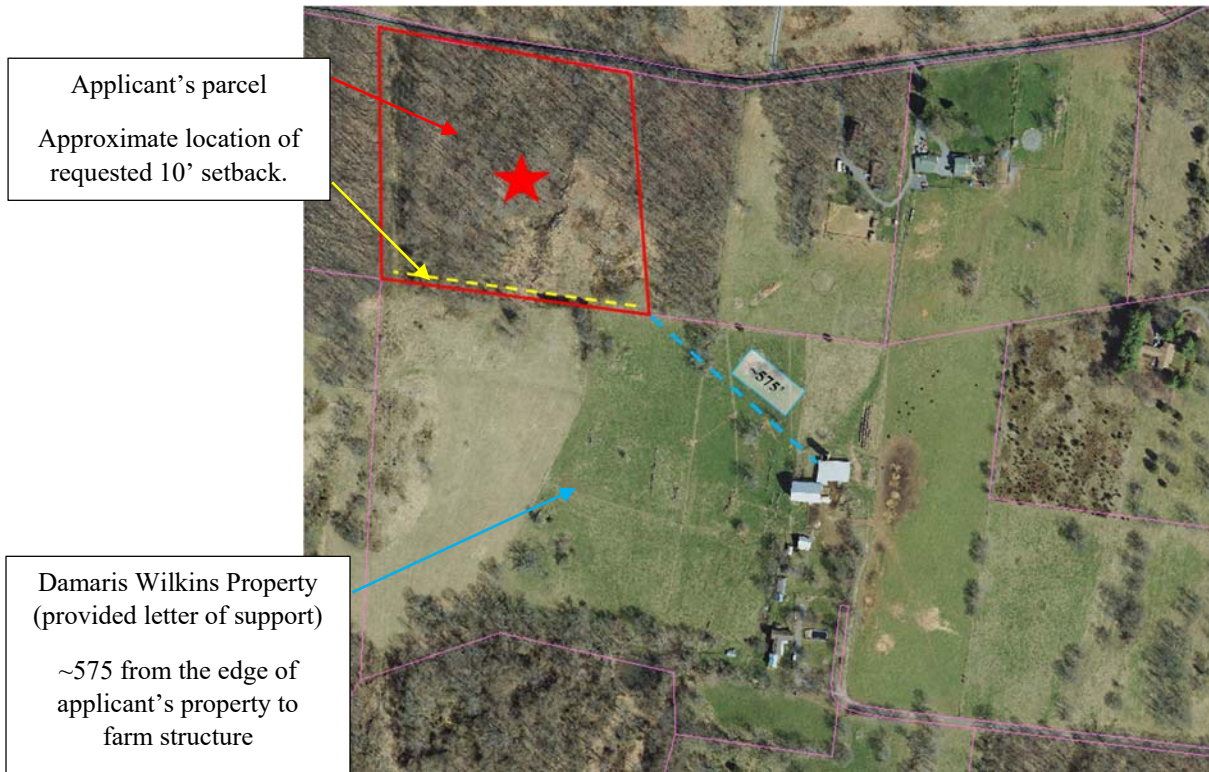 Applicant’s parcel
Approximate location of
requested 10’ setback.
~575’
Damaris Wilkins Property
(provided letter of support)
~575 from the edge of
applicant’s property to
farm structure